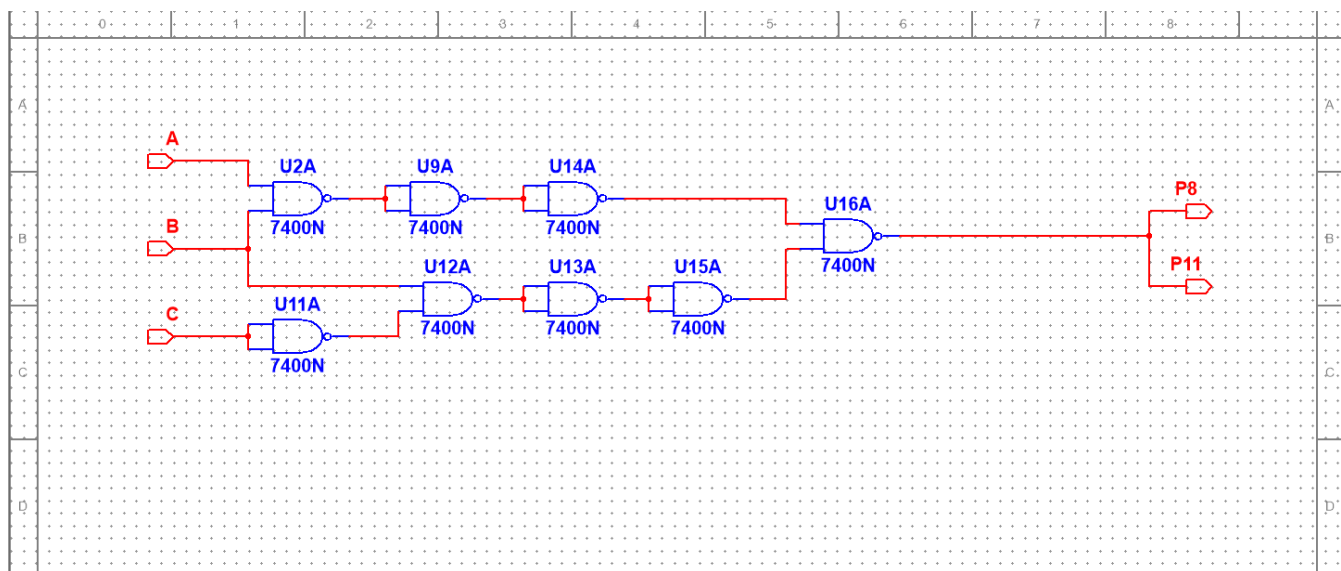 0 1 2 3 4 5 6 7 8
A A
A
U2A U9A U14A
P8
U16A
7400N 7400N 7400N
B
B B
U12A U13A U15A
7400N
P11
C
U11A
7400N 7400N 7400N
7400N
C C
D D